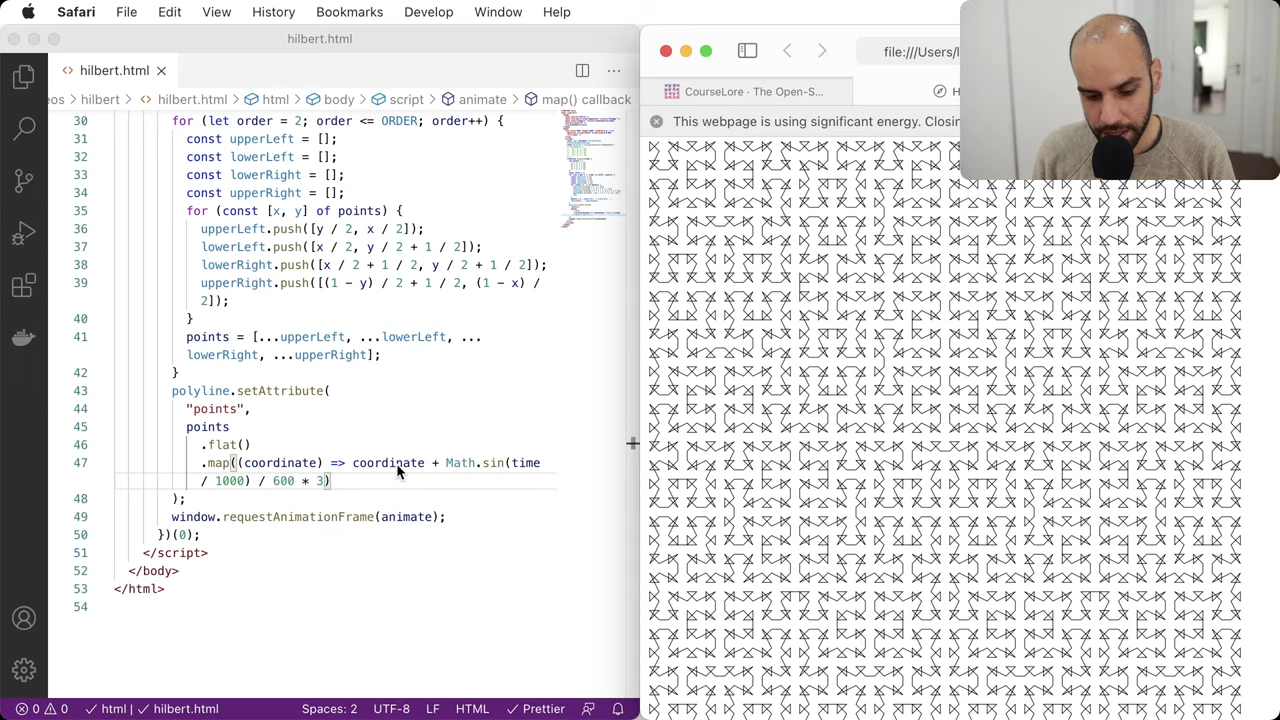 Safari File Edit View History Bookmarks Develop Window Help
hilbert.html
hilbert.html
eos › hilbert › hilbert.html › html › body › script › animate › map() callback
30 for (let order = 2; order <= ORDER; order++) {
31 const upperLeft = [];
32 const lowerLeft = [];
33 const lowerRight = [];
34 const upperRight = [];
35 for (const [x, y] of points) {
36 upperLeft.push([y / 2, x / 2]);
37 lowerLeft.push([x / 2, y / 2 + 1 / 2]);
38 lowerRight.push([x / 2 + 1 / 2, y / 2 + 1 / 2]);
39 upperRight.push([(1 - y) / 2 + 1 / 2, (1 - x) /
2]);
40 }
41 points = [...upperLeft, ...lowerLeft, ...
lowerRight, ...upperRight];
42 }
43 polyline.setAttribute(
44 "points",
45 points
46 .flat()
47 .map((coordinate) => coordinate + Math.sin(time
/ 1000) / 600 * 3)
48 );
49 window.requestAnimationFrame(animate);
50 })(0);
51 </script>
52 </body>
53 </html>
54
0 0 html | hilbert.html Spaces: 2 UTF-8 LF HTML Prettier
file:///Users/l
CourseLore · The Open-S... H
This webpage is using significant energy. Closin